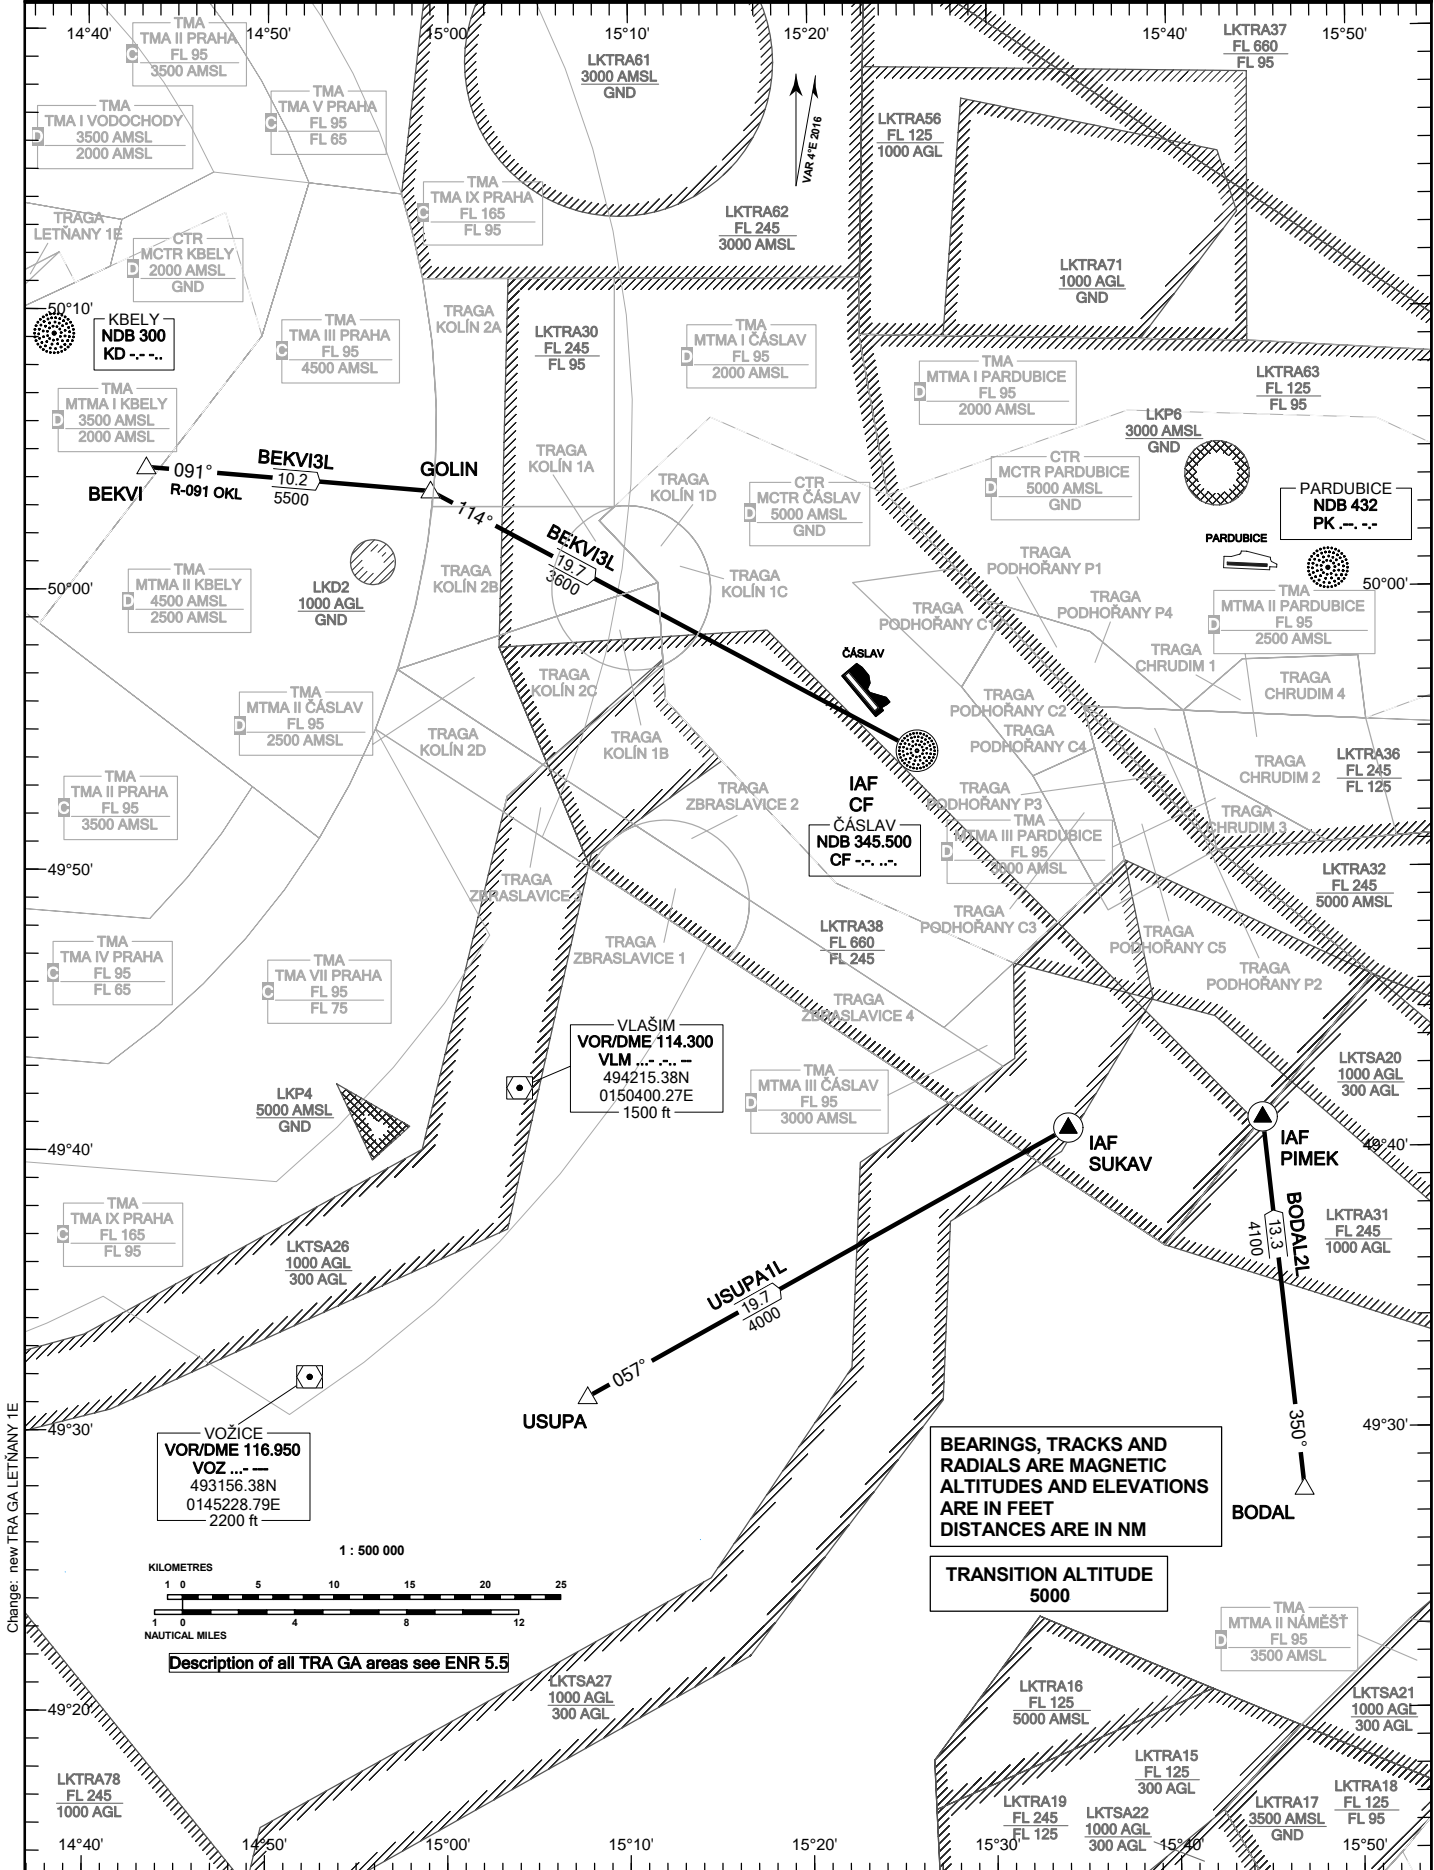 14°40'
14°50'
15°00'
15°10'
15°20'
15°40'
15°50'
TMA
TMA II PRAHA
C
FL 95
3500 AMSL
TMA
TMA I VODOCHODY
D
3500 AMSL
2000 AMSL
TMA
TMA V PRAHA
C
FL 95
FL 65
LKTRA61
3000 AMSL
GND
VAR 4°E 2016
LKTRA37
FL 660
FL 95
LKTRA56
FL 125
1000 AGL
TMA
TMA IX PRAHA
C
FL 165
FL 95
LKTRA62
FL 245
3000 AMSL
TRAGA
LETŇANY 1E
CTR
MCTR KBELY
D
2000 AMSL
GND
LKTRA71
1000 AGL
GND
50°10'
KBELY
NDB 300
KD -.- -..
TMA
TMA III PRAHA
C
FL 95
4500 AMSL
TRAGA
KOLÍN 2A
LKTRA30
FL 245
FL 95
TMA
MTMA I ČÁSLAV
D
FL 95
2000 AMSL
TMA
MTMA I PARDUBICE
D
FL 95
2000 AMSL
LKTRA63
FL 125
FL 95
TMA
MTMA I KBELY
D
3500 AMSL
2000 AMSL
LKP6
3000 AMSL
GND
BEKVI
091°
R-091 OKL
BEKVI3L
10.2
5500
GOLIN
114°
TRAGA
KOLÍN 1A
TRAGA
KOLÍN 1D
CTR
MCTR ČÁSLAV
D
5000 AMSL
GND
CTR
MCTR PARDUBICE
D
5000 AMSL
GND
PARDUBICE
NDB 432
PK .--. -.-
PARDUBICE
BEKVI3L
19.7
3600
TRAGA
KOLÍN 1C
TRAGA
PODHOŘANY P1
50°00'
50°00'
TMA
MTMA II KBELY
D
4500 AMSL
2500 AMSL
LKD2
1000 AGL
GND
TRAGA
KOLÍN 2B
TRAGA
PODHOŘANY C1
TRAGA
PODHOŘANY P4
TMA
MTMA II PARDUBICE
D
FL 95
2500 AMSL
TRAGA
CHRUDIM 1
TRAGA
CHRUDIM 4
ČÁSLAV
TRAGA
KOLÍN 2C
TMA
MTMA II ČÁSLAV
D
FL 95
2500 AMSL
TRAGA
KOLÍN 2D
TRAGA
KOLÍN 1B
TRAGA
PODHOŘANY C2
TRAGA
PODHOŘANY C4
TRAGA
CHRUDIM 2
LKTRA36
FL 245
FL 125
TMA
TMA II PRAHA
C
FL 95
3500 AMSL
TRAGA
ZBRASLAVICE 2
IAF
CF
ČÁSLAV
NDB 345.500
CF -.-. ..-.
TRAGA
PODHOŘANY P3
TMA
MTMA III PARDUBICE
D
FL 95
3000 AMSL
TRAGA
CHRUDIM 3
49°50'
LKTRA32
FL 245
5000 AMSL
TRAGA
TRAGA
ZBRASLAVICE 1
LKTRA38
FL 660
FL 245
TRAGA
PODHOŘANY C3
TRAGA
PODHOŘANY C5
TRAGA
PODHOŘANY P2
TMA
TMA IV PRAHA
C
FL 95
FL 65
TMA
TMA VII PRAHA
C
FL 95
FL 75
TRAGA
ZBRASLAVICE 4
VLAŠIM
VOR/DME 114.300
VLM ...- .-.. --
494215.38N
0150400.27E
1500 ft
TMA
MTMA III ČÁSLAV
D
FL 95
3000 AMSL
LKTSA20
1000 AGL
300 AGL
LKP4
5000 AMSL
GND
49°40'
49°40'
IAF
SUKAV
IAF
PIMEK
TMA
TMA IX PRAHA
C
FL 165
FL 95
LKTSA26
1000 AGL
300 AGL
BODAL2L
13.3
4100
350°
BODAL
LKTRA31
FL 245
1000 AGL
USUPA1L
19.7
4000
057°
USUPA
49°30'
49°30'
VOŽICE
VOR/DME 116.950
VOZ ...- --- --..
493156.38N
0145228.79E
2200 ft
BEARINGS, TRACKS AND
RADIALS ARE MAGNETIC
ALTITUDES AND ELEVATIONS
ARE IN FEET
DISTANCES ARE IN NM
TRANSITION ALTITUDE
5000
1 : 500 000
KILOMETRES
1 0 5 10 15 20 25
1 0 4 8 12
NAUTICAL MILES
Description of all TRA GA areas see ENR 5.5
Change: new TRA GA LETŇANY 1E
TMA
MTMA II NÁMĚŠŤ
D
FL 95
3500 AMSL
LKTSA27
1000 AGL
300 AGL
49°20'
LKTRA16
FL 125
5000 AMSL
LKTSA21
1000 AGL
300 AGL
LKTRA78
FL 245
1000 AGL
LKTRA15
FL 125
300 AGL
LKTRA19
FL 245
FL 125
LKTSA22
1000 AGL
300 AGL
LKTRA17
3500 AMSL
GND
LKTRA18
FL 125
FL 95
14°40'
14°50'
15°00'
15°10'
15°20'
15°30'
15°40'
15°50'